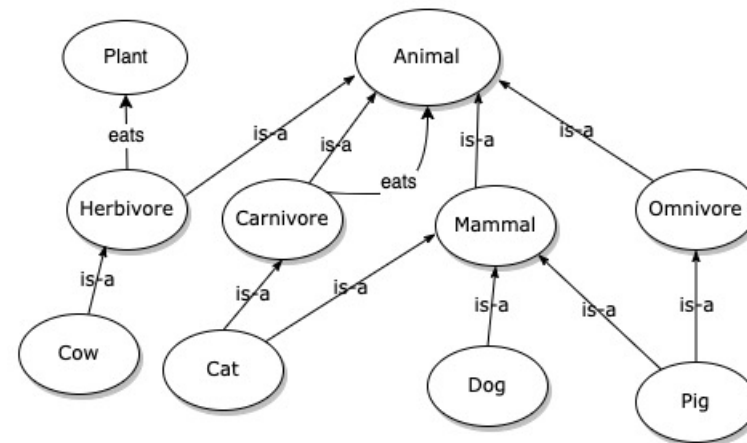 Plant
Animal
eats
is-a
is-a
is-a
is-a
eats
Herbivore
Carnivore
Mammal
Omnivore
is-a
is-a
is-a
is-a
is-a
is-a
Cow
Cat
Dog
Pig